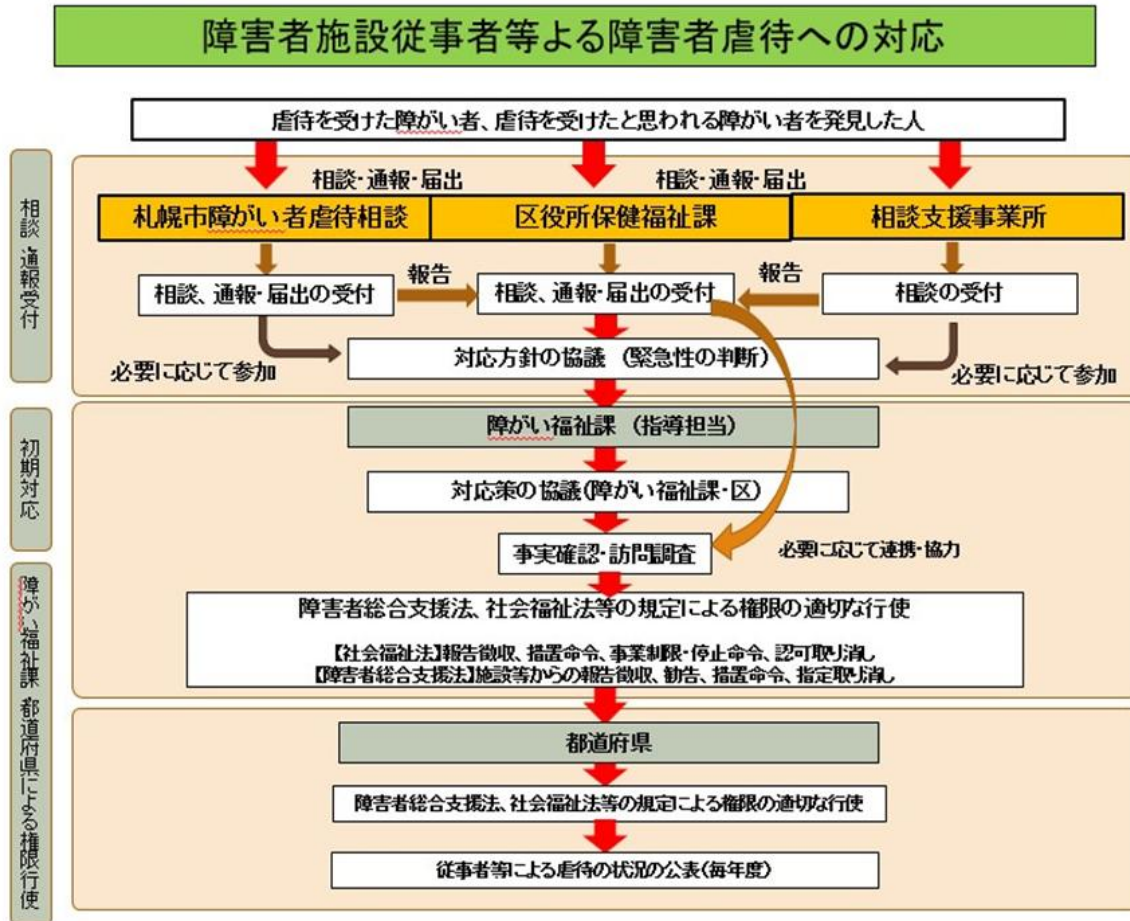 障害者施設従事者等よる障害者虐待への対応
虐待を受けた障がい者、虐待を受けたと思われる障がい者を発見した人
相談 通報受付
相談・通報・届出
相談・通報・届出
札幌市障がい者虐待相談
区役所保健福祉課
相談支援事業所
報告
報告
相談、通報・届出の受付
相談、通報・届出の受付
相談の受付
対応方針の協議 (緊急性の判断)
必要に応じて参加
必要に応じて参加
初期対応
障がい福祉課 (指導担当)
対応策の協議(障がい福祉課・区)
事実確認・訪問調査
必要に応じて連携・協力
障がい福祉課 都道府県による権限行使
障害者総合支援法、社会福祉法等の規定による権限の適切な行使
【社会福祉法】報告徴収、措置命令、事業制限・停止命令、認可取り消し
【障害者総合支援法】施設等からの報告徴収、勧告、措置命令、指定取り消し
都道府県
障害者総合支援法、社会福祉法等の規定による権限の適切な行使
従事者等による虐待の状況の公表(毎年度)